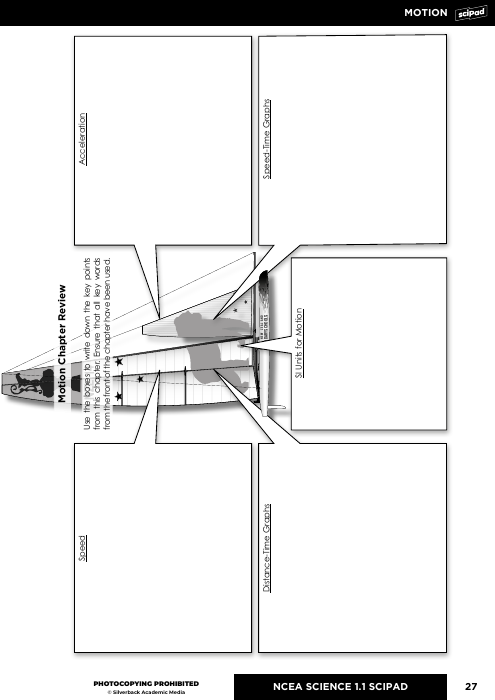 MOTION scipad
Motion Chapter Review
Use the boxes to write down the key points
from this chapter. Ensure that all key words
from the front of the chapter have been used.
Speed
Acceleration
Distance-Time Graphs
SI Units for Motion
Speed-Time Graphs
PHOTOCOPYING PROHIBITED
© Silverback Academic Media
NCEA SCIENCE 1.1 SCIPAD
27